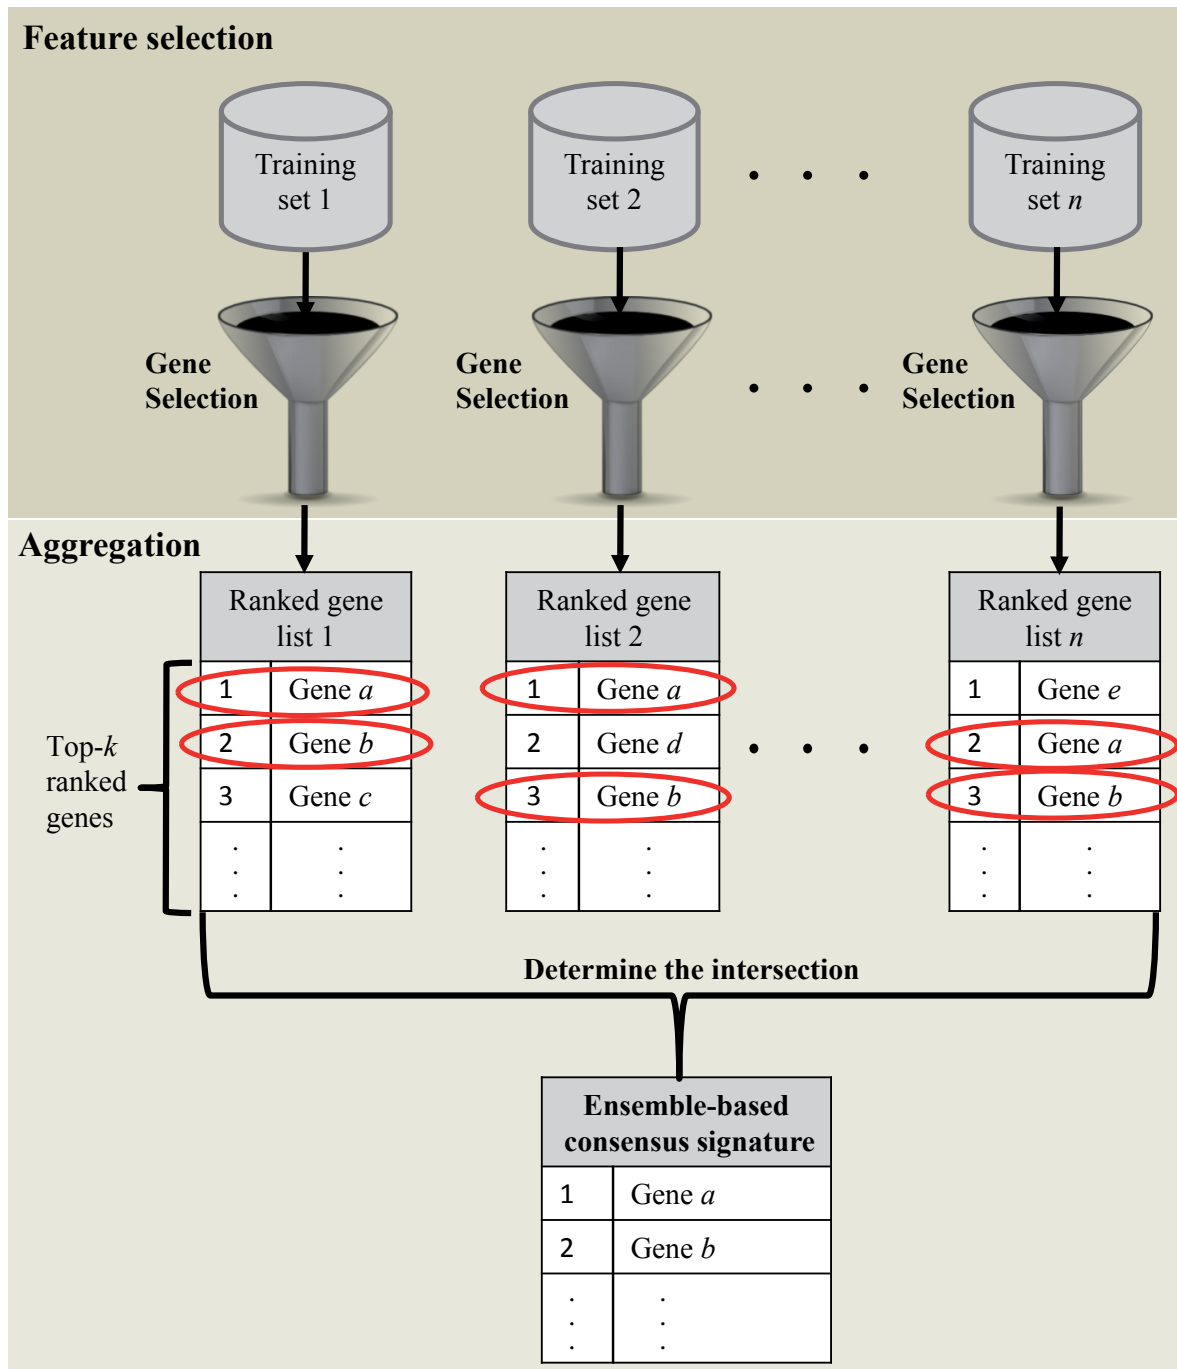 Feature selection
Training
set 1
Training
set 2
. . .
Training
set n
Gene
Selection
Gene
Selection
. . .
Gene
Selection
Aggregation
Ranked gene
list 1
Ranked gene
list 2
Ranked gene
list n
Top-k
ranked
genes
1 Gene a
2 Gene b
3 Gene c
. .
. .
. .
1 Gene a
2 Gene d
3 Gene b
. .
. .
. .
. . .
1 Gene e
2 Gene a
3 Gene b
. .
. .
. .
Determine the intersection
Ensemble-based
consensus signature
1 Gene a
2 Gene b
. .
. .
. .